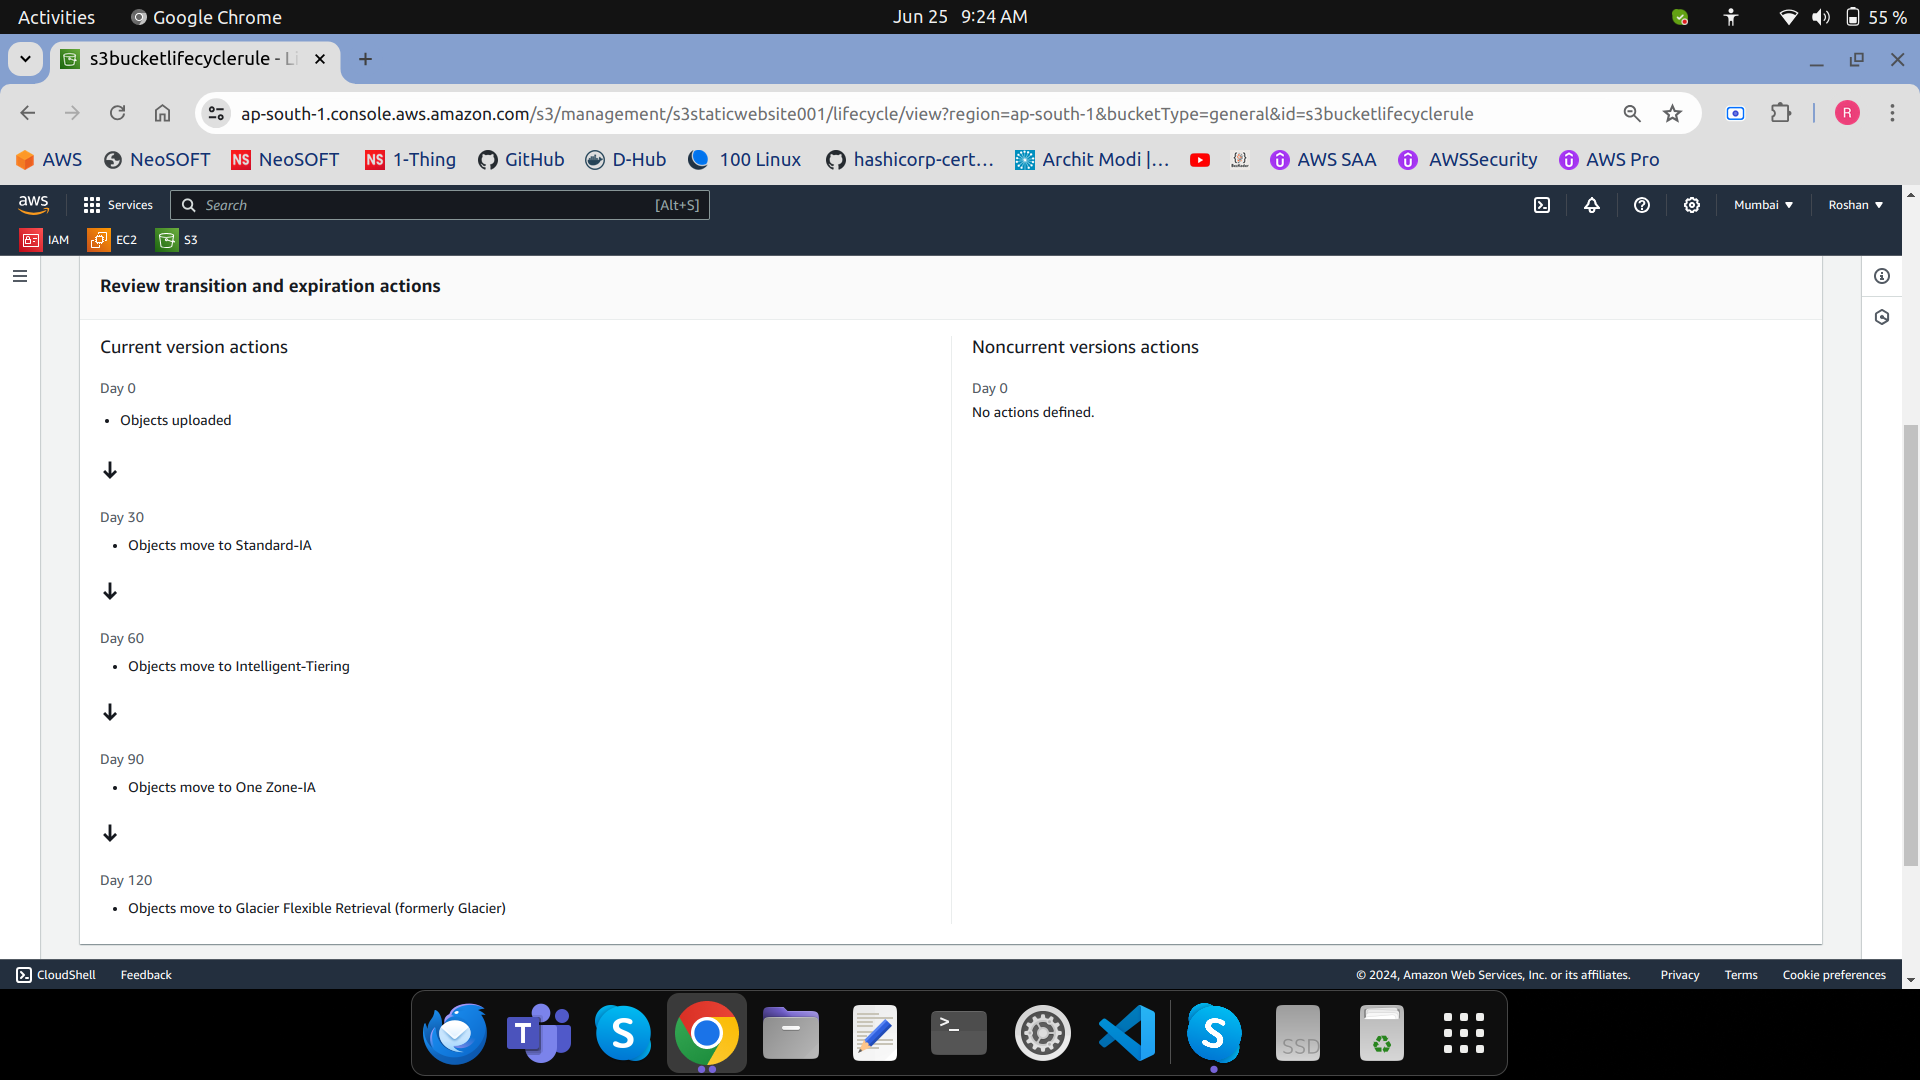 Activities
Google Chrome
Jun 25 9:24 AM
55 %
s3bucketlifecyclerule - Li
ap-south-1.console.aws.amazon.com/s3/management/s3staticwebsite001/lifecycle/view?region=ap-south-1&bucketType=general&id=s3bucketlifecyclerule
R
AWS
NeoSOFT
NS NeoSOFT
NS 1-Thing
GitHub
D-Hub
100 Linux
hashicorp-cert...
Archit Modi |...
AWS SAA
AWSSecurity
AWS Pro
aws
Services
Search
[Alt+S]
Mumbai
Roshan
IAM
EC2
S3
Review transition and expiration actions
Current version actions
Day 0
• Objects uploaded
Day 30
• Objects move to Standard-IA
Day 60
• Objects move to Intelligent-Tiering
Day 90
• Objects move to One Zone-IA
Day 120
• Objects move to Glacier Flexible Retrieval (formerly Glacier)
Noncurrent versions actions
Day 0
No actions defined.
CloudShell
Feedback
© 2024, Amazon Web Services, Inc. or its affiliates.
Privacy
Terms
Cookie preferences
T
S
>_
S
SSD